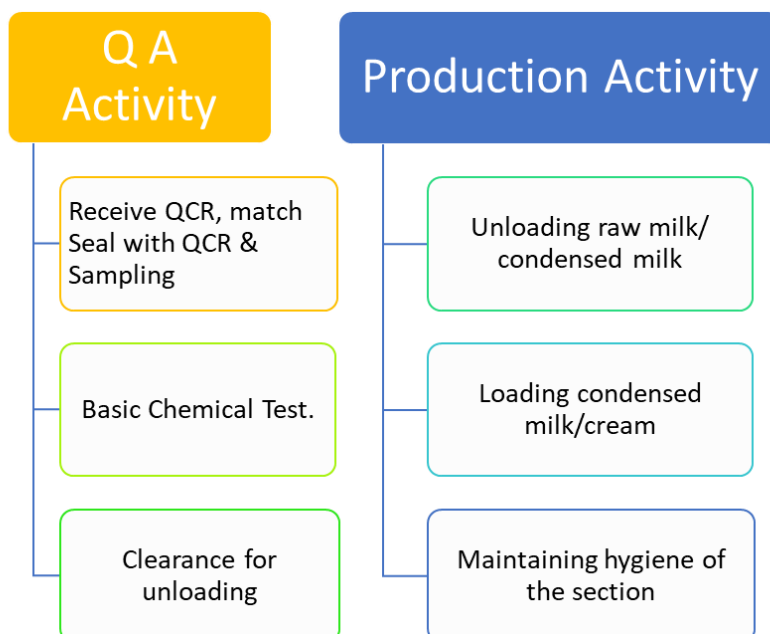 Q A
Activity
Receive QCR, match
Seal with QCR &
Sampling
Basic Chemical Test.
Clearance for
unloading
Production Activity
Unloading raw milk/
condensed milk
Loading condensed
milk/cream
Maintaining hygiene of
the section